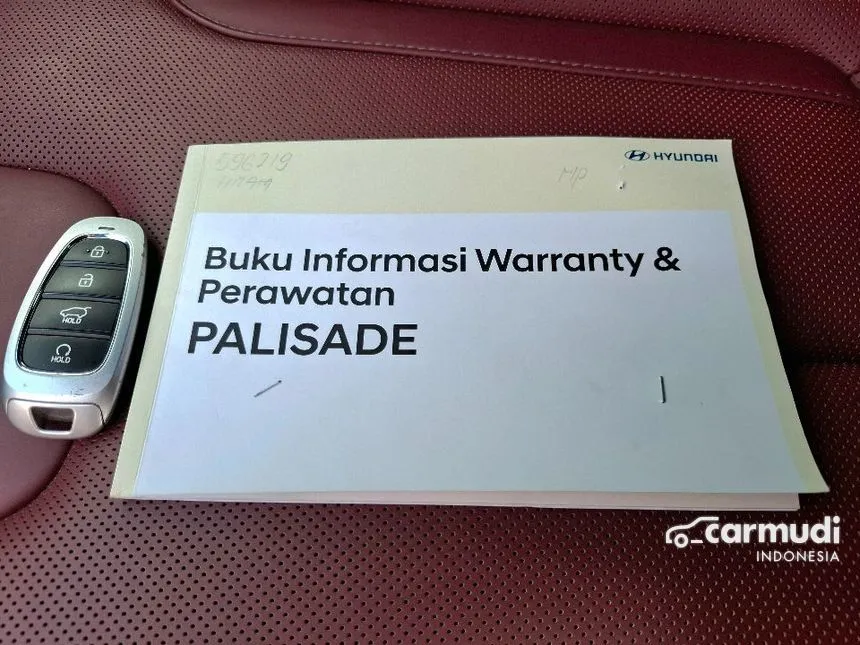 596219
MP
HYUNDAI
Buku Informasi Warranty &
Perawatan
PALISADE
HOLD
HOLD
carmudi
INDONESIA